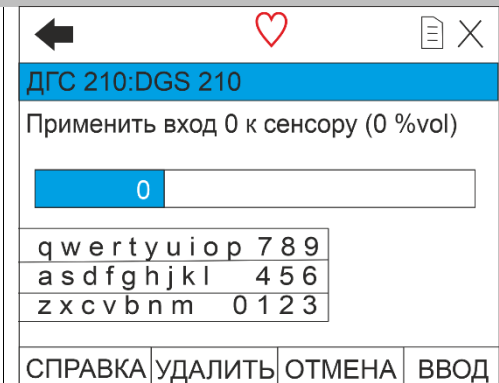 ДГС 210:DGS 210
Применить вход 0 к сенсору (0 %vol)
0
q w e r t y u i o p 7 8 9
a s d f g h j k l 4 5 6
z x c v b n m 0 1 2 3
СПРАВКА УДАЛИТЬ ОТМЕНА ВВОД